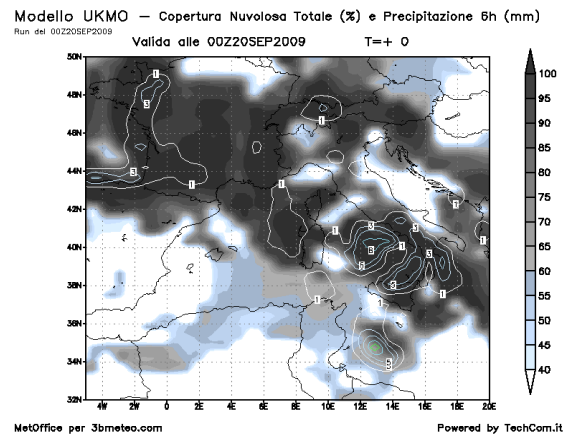 Modello UKMO – Copertura Nuvolosa Totale (%) e Precipitazione 6h (mm)
Run del 00Z20SEP2009
Valida alle 00Z20SEP2009 T=+ 0
50N
48N
46N
44N
42N
40N
38N
36N
34N
32N
4W 2W 0 2E 4E 6E 8E 10E 12E 14E 16E 18E 20E
100
95
90
85
80
75
70
65
60
55
50
45
40
MetOffice per 3bmeteo.com Powered by TechCom.it